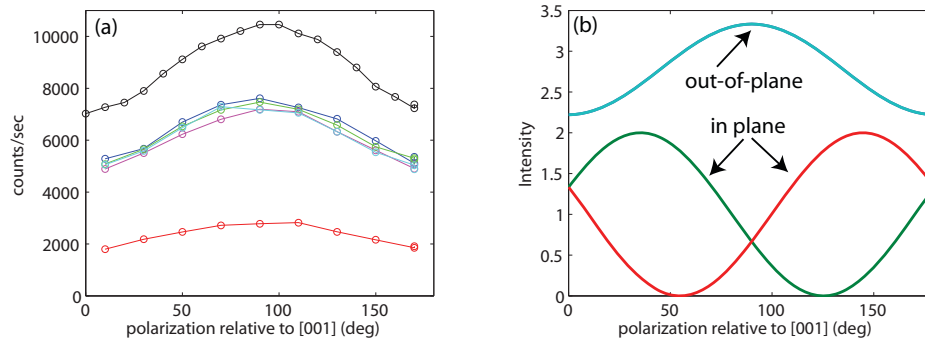 (a)
10000
8000
6000
4000
2000
0
counts/sec
0 50 100 150
polarization relative to [001] (deg)
(b)
3.5
3
2.5
2
1.5
1
0.5
0
Intensity
out-of-plane
in plane
0 50 100 150
polarization relative to [001] (deg)